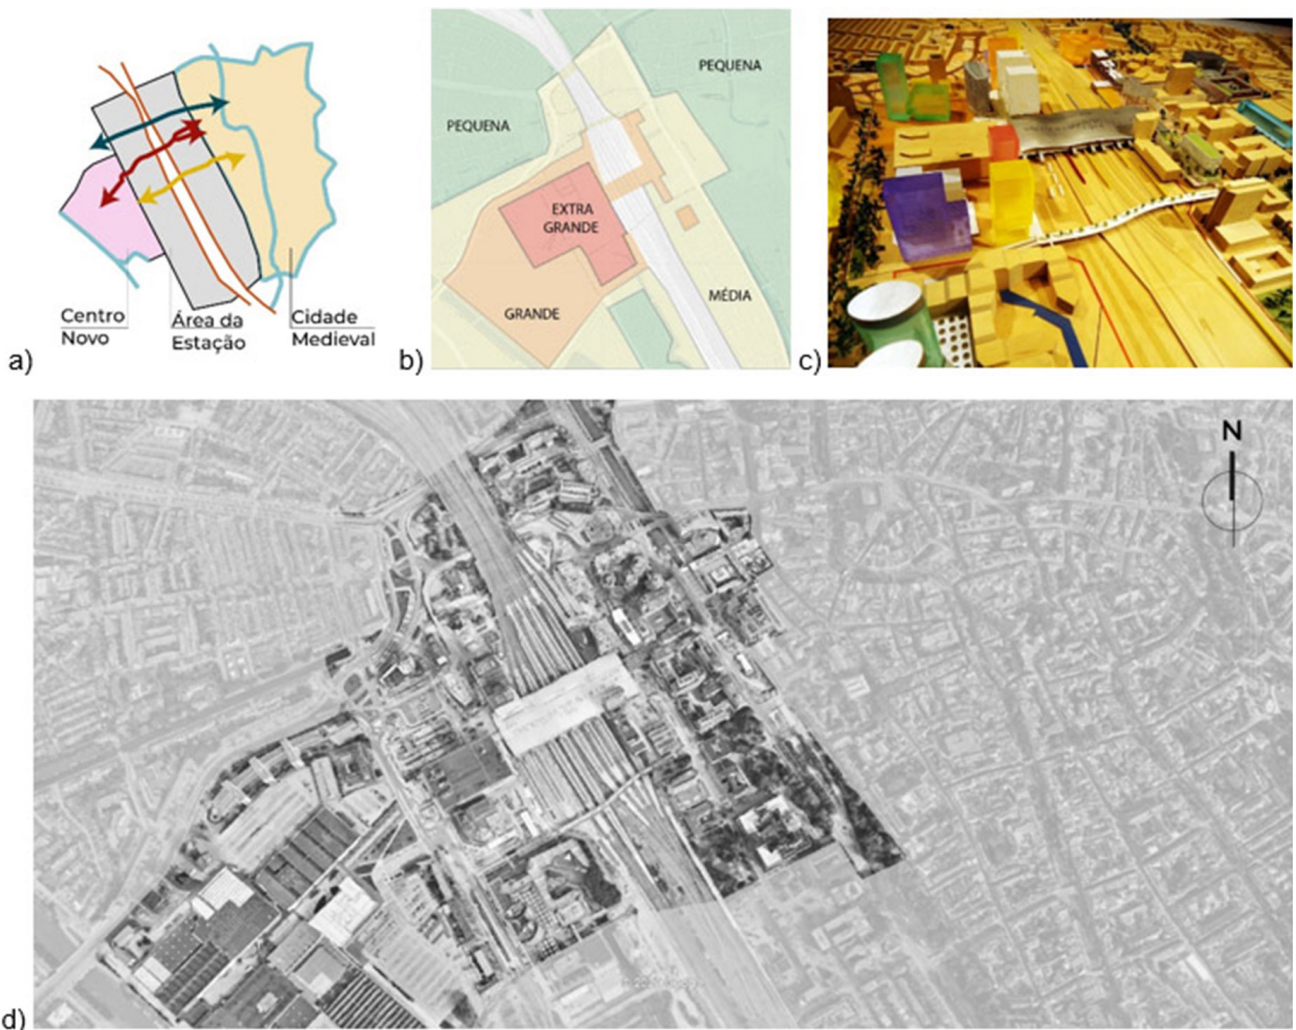 Centro
Novo
Área da
Estação
Cidade
Medieval
a)
PEQUENA
PEQUENA
EXTRA
GRANDE
MÉDIA
GRANDE
b)
c)
N
d)